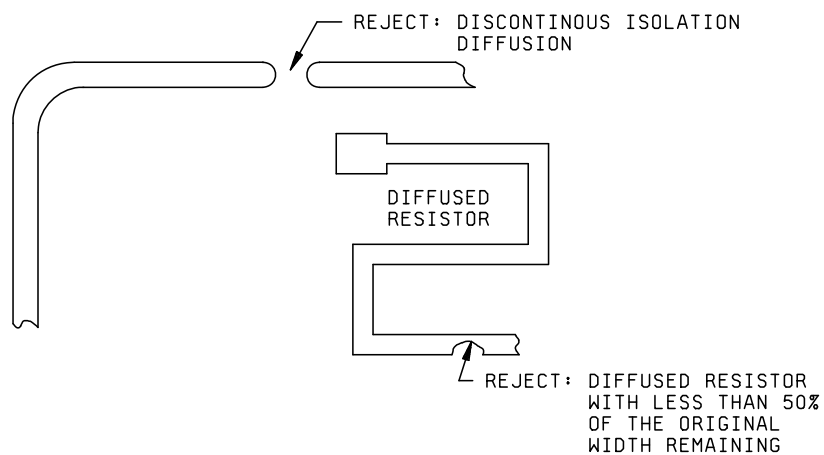 REJECT: DISCONTINOUS ISOLATION
DIFFUSION
DIFFUSED
RESISTOR
REJECT: DIFFUSED RESISTOR
WITH LESS THAN 50%
OF THE ORIGINAL
WIDTH REMAINING